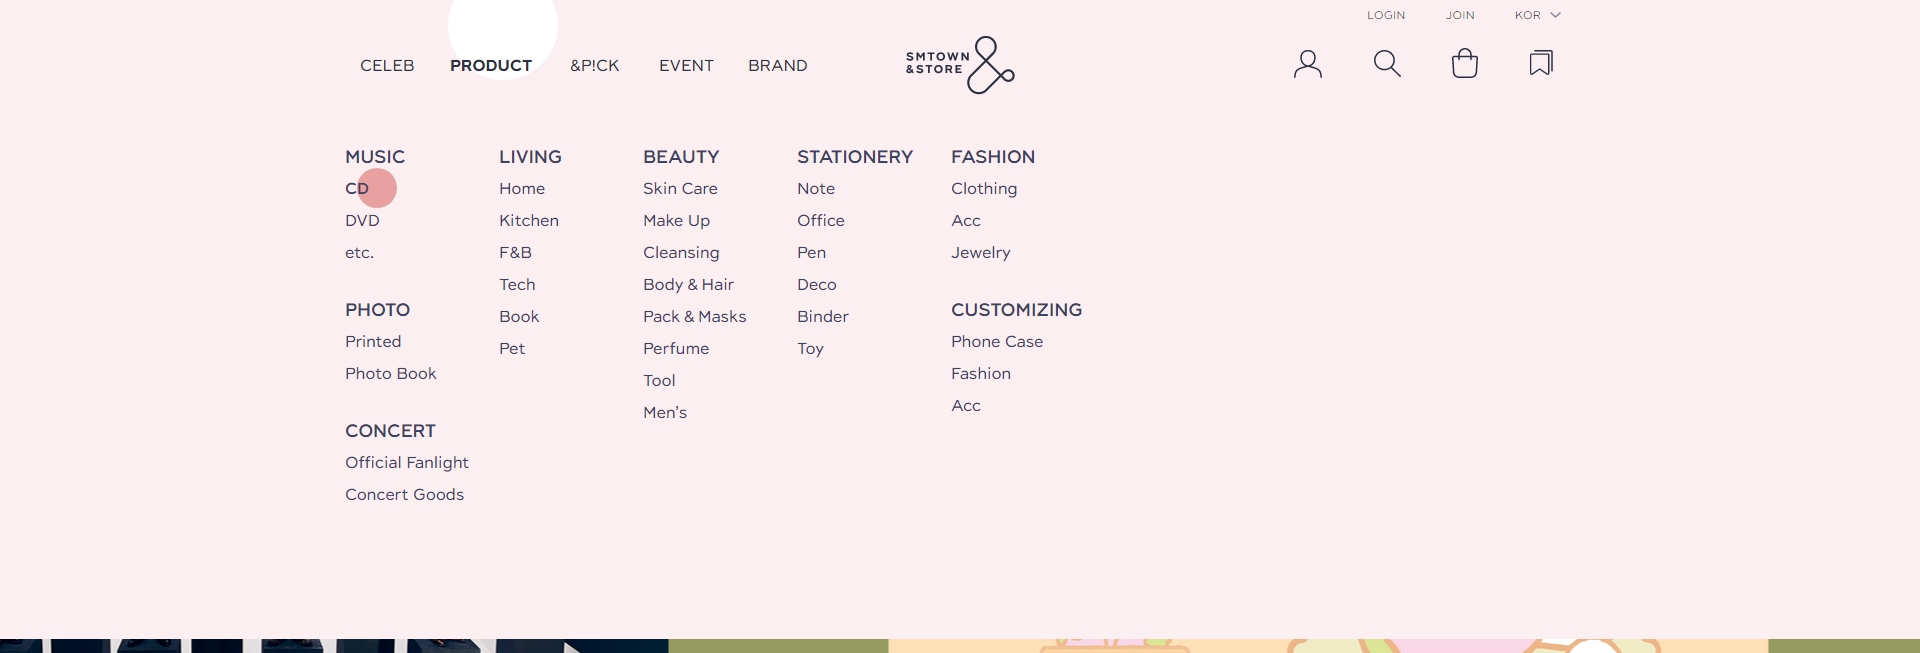 LOGIN JOIN KOR
CELEB PRODUCT &P!CK EVENT BRAND
SMTOWN
&STORE
MUSIC
CD
DVD
etc.
PHOTO
Printed
Photo Book
CONCERT
Official Fanlight
Concert Goods
LIVING
Home
Kitchen
F&B
Tech
Book
Pet
BEAUTY
Skin Care
Make Up
Cleansing
Body & Hair
Pack & Masks
Perfume
Tool
Men’s
STATIONERY
Note
Office
Pen
Deco
Binder
Toy
FASHION
Clothing
Acc
Jewelry
CUSTOMIZING
Phone Case
Fashion
Acc